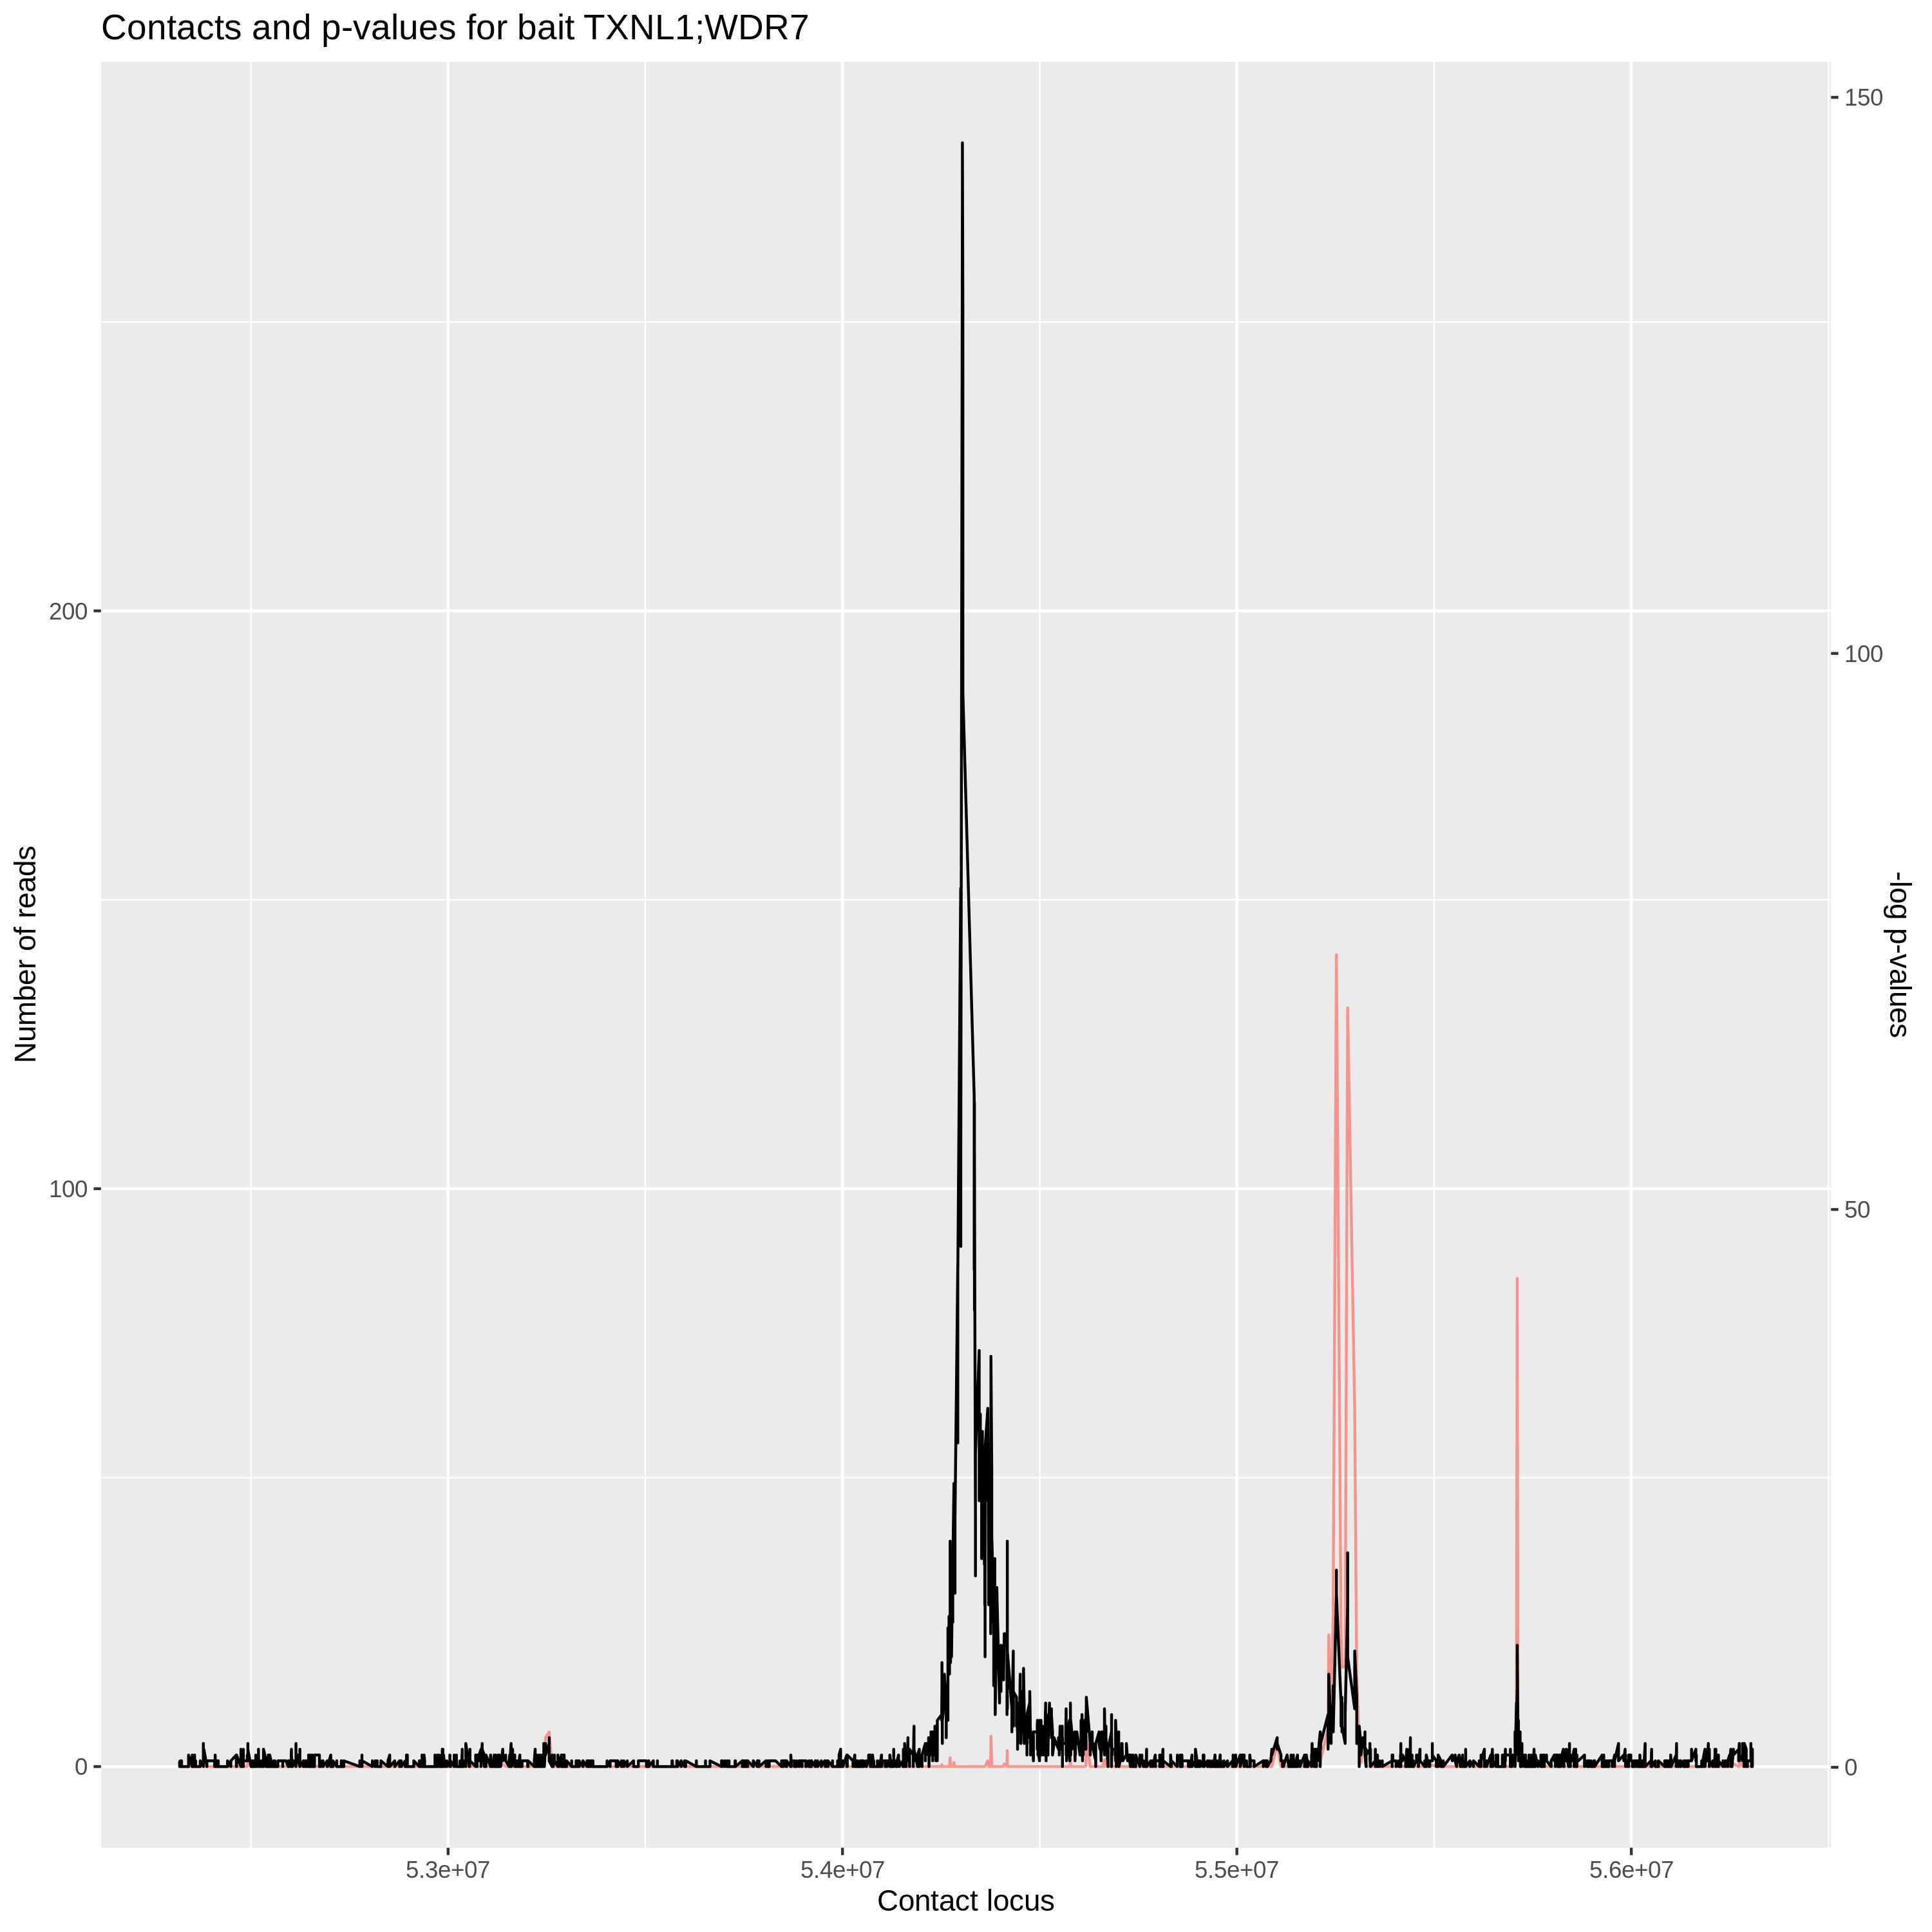 Contacts and p-values for bait TXNL1;WDR7
Number of reads
200
100
0
150
100
50
0
-log p-values
5.3e+07
5.4e+07
5.5e+07
5.6e+07
Contact locus